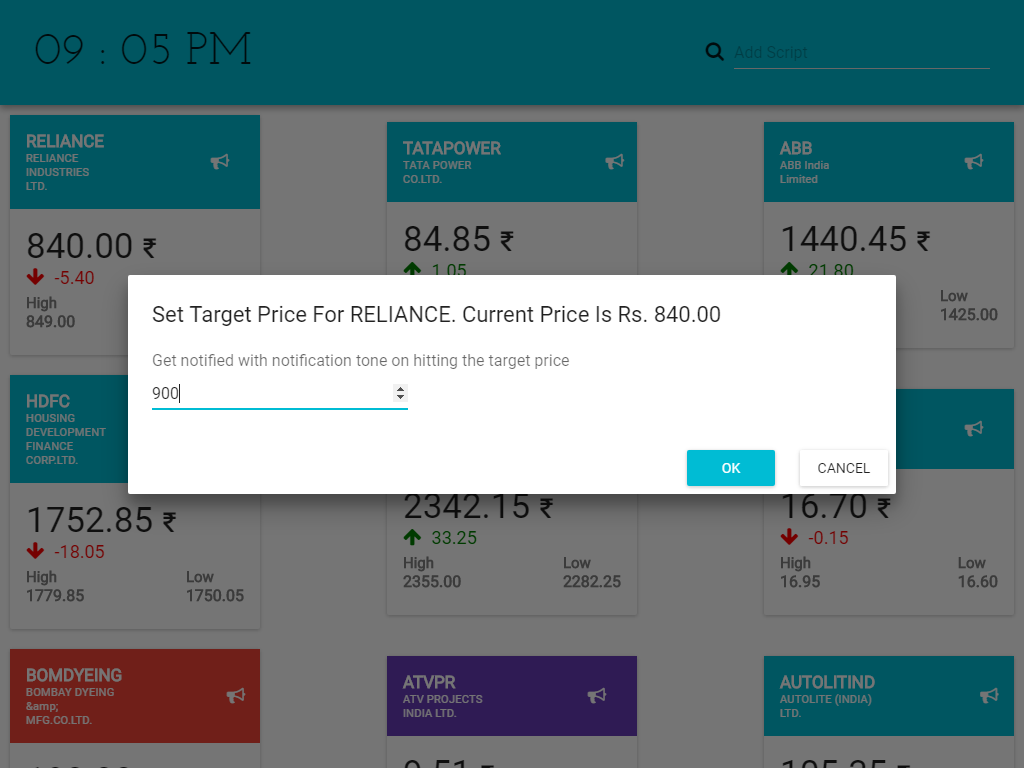 09 : 05 PM
Add Script
RELIANCE
RELIANCE
INDUSTRIES
LTD.
840.00 ₹
-5.40
High
849.00
TATAPOWER
TATA POWER
CO.LTD.
84.85 ₹
1.05
ABB
ABB India
Limited
1440.45 ₹
21.80
Low
1425.00
Set Target Price For RELIANCE. Current Price Is Rs. 840.00
Get notified with notification tone on hitting the target price
900
OK
CANCEL
HDFC
HOUSING
DEVELOPMENT
FINANCE
CORP.LTD.
1752.85 ₹
-18.05
High
Low
1779.85
1750.05
2342.15 ₹
33.25
High
Low
2355.00
2282.25
16.70 ₹
-0.15
High
Low
16.95
16.60
BOMDYEING
BOMBAY DYEING
&amp;
MFG.CO.LTD.
ATVPR
ATV PROJECTS
INDIA LTD.
AUTOLITIND
AUTOLITE (INDIA)
LTD.